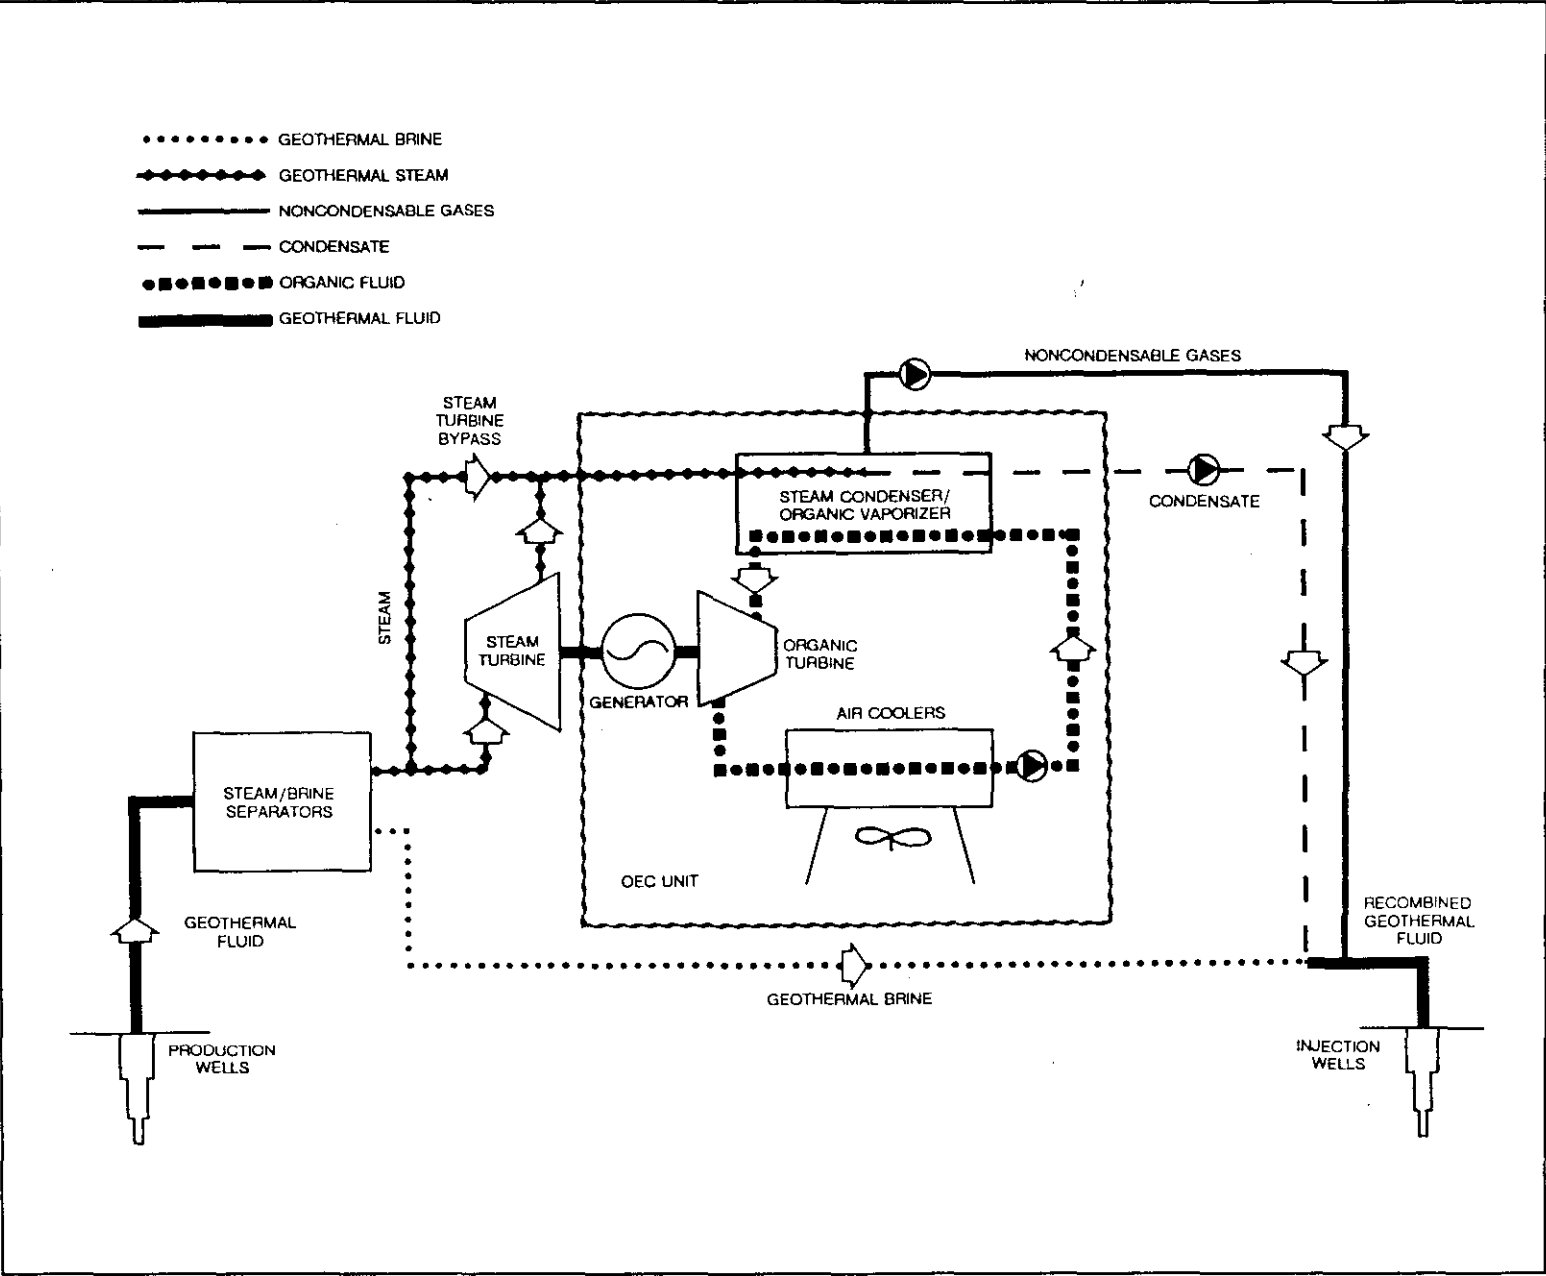 GEOTHERMAL BRINE
GEOTHERMAL STEAM
NONCONDENSABLE GASES
CONDENSATE
ORGANIC FLUID
GEOTHERMAL FLUID
NONCONDENSABLE GASES
STEAM
TURBINE
BYPASS
STEAM CONDENSER/
ORGANIC VAPORIZER
CONDENSATE
STEAM
STEAM
TURBINE
GENERATOR
ORGANIC
TURBINE
AIR COOLERS
STEAM/BRINE
SEPARATORS
OEC UNIT
GEOTHERMAL
FLUID
RECOMBINED
GEOTHERMAL
FLUID
GEOTHERMAL BRINE
PRODUCTION
WELLS
INJECTION
WELLS